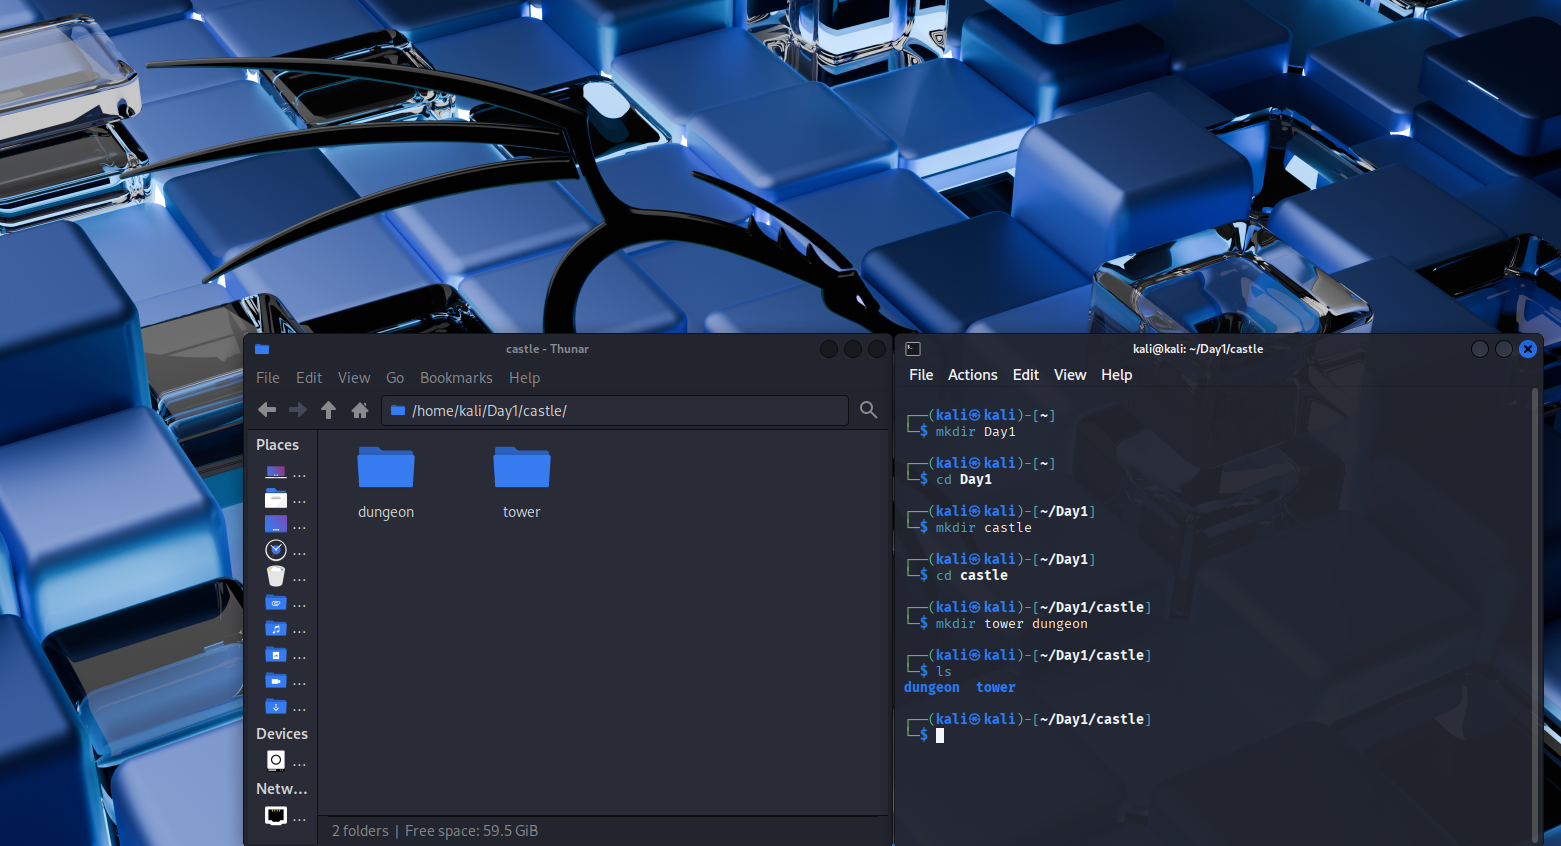 castle - Thunar
File Edit View Go Bookmarks Help
/home/kali/Day1/castle/
Places
...
...
...
...
...
...
...
...
...
...
Devices
...
Netw...
...
dungeon tower
2 folders | Free space: 59.5 GiB
kali@kali: ~/Day1/castle
File Actions Edit View Help
┌──(kali㉿kali)-[~]
└─$ mkdir Day1
┌──(kali㉿kali)-[~]
└─$ cd Day1
┌──(kali㉿kali)-[~/Day1]
└─$ mkdir castle
┌──(kali㉿kali)-[~/Day1]
└─$ cd castle
┌──(kali㉿kali)-[~/Day1/castle]
└─$ mkdir tower dungeon
┌──(kali㉿kali)-[~/Day1/castle]
└─$ ls
dungeon tower
┌──(kali㉿kali)-[~/Day1/castle]
└─$